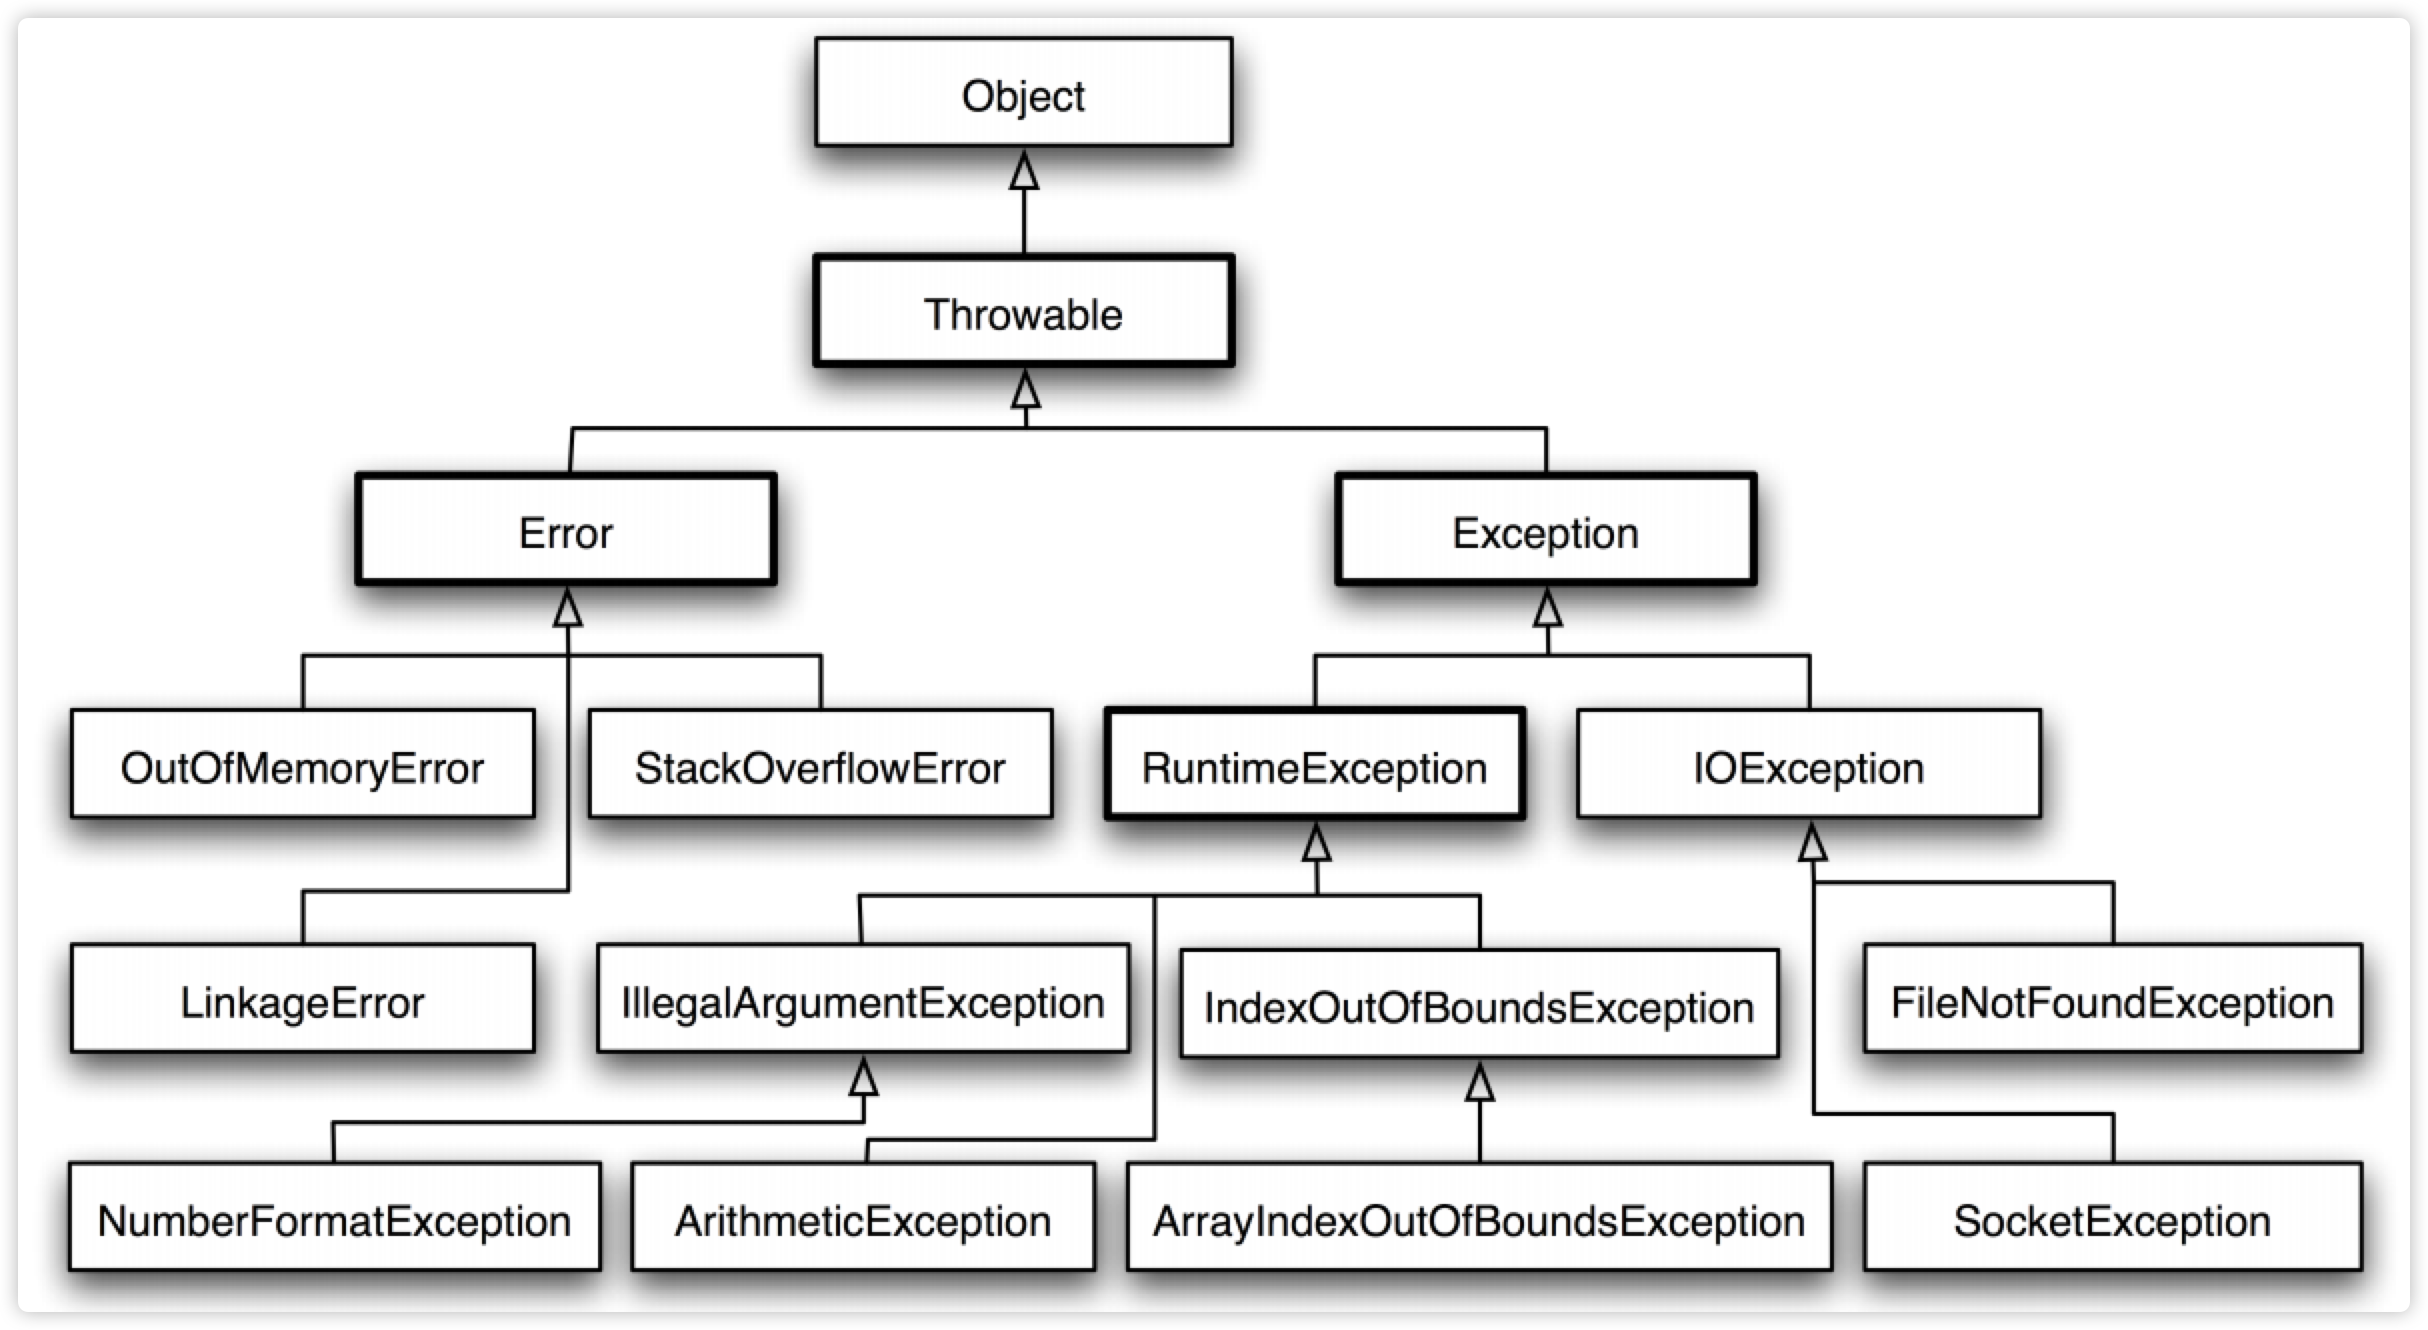 Object
Throwable
Error
Exception
OutOfMemoryError
StackOverflowError
RuntimeException
IOException
LinkageError
IllegalArgumentException
IndexOutOfBoundsException
FileNotFoundException
NumberFormatException
ArithmeticException
ArrayIndexOutOfBoundsException
SocketException